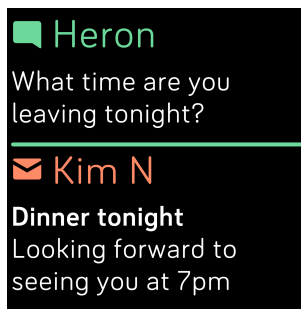 Heron
What time are you
leaving tonight?
Kim N
Dinner tonight
Looking forward to
seeing you at 7pm